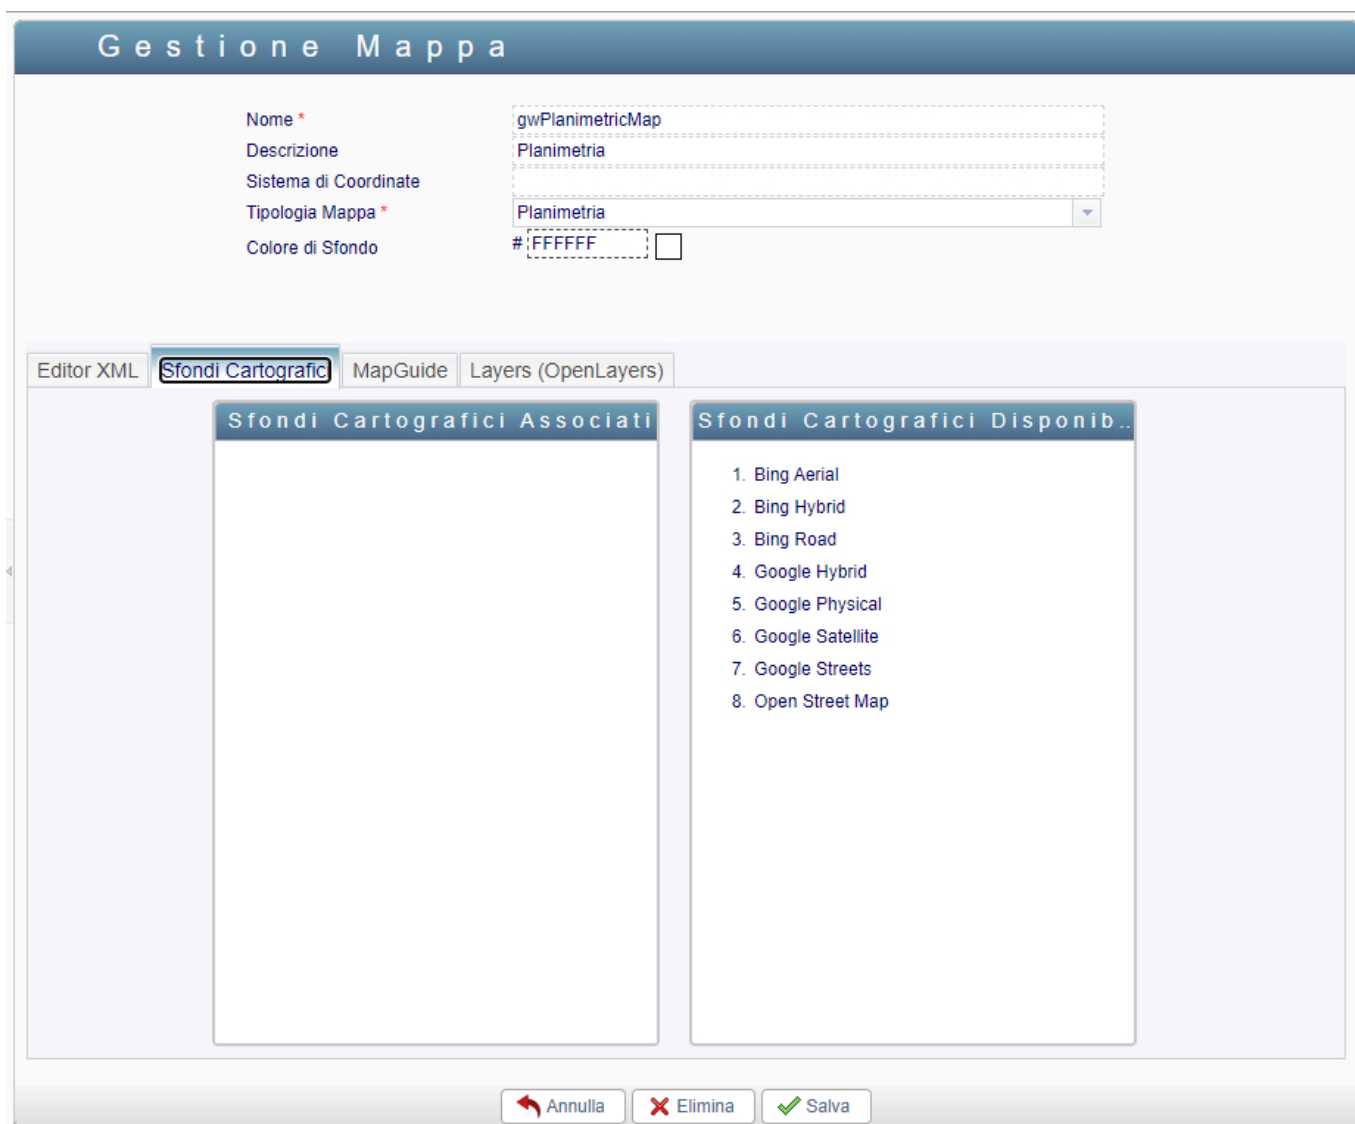 Gestione Mappa
Nome * gwPlanimetricMap
Descrizione Planimetria
Sistema di Coordinate
Tipologia Mappa * Planimetria
Colore di Sfondo # FFFFFF
Editor XML Sfondi Cartografic MapGuide Layers (OpenLayers)
Sfondi Cartografici Associati Sfondi Cartografici Disponib...
1. Bing Aerial
2. Bing Hybrid
3. Bing Road
4. Google Hybrid
5. Google Physical
6. Google Satellite
7. Google Streets
8. Open Street Map
Annulla Elimina Salva